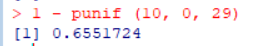 > 1 - punif (10, 0, 29)
[1] 0.6551724